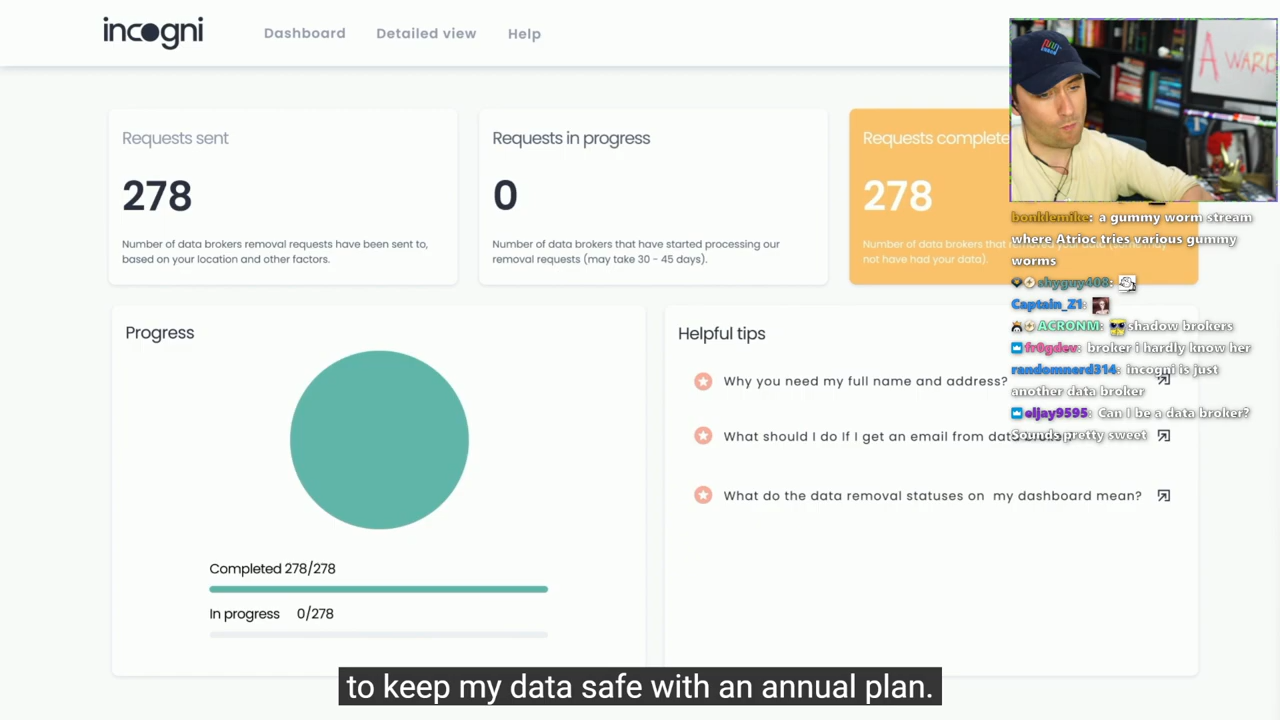 incogni
Dashboard
Detailed view
Help
Requests sent
278
Number of data brokers removal requests have been sent to,
based on your location and other factors.
Requests in progress
0
Number of data brokers that have started processing our
removal requests (may take 30 - 45 days).
Requests complete
278
Number of data brokers that
not have had your data).
AWARD
bonklemike: a gummy worm stream
where Atrioc tries various gummy
worms
shyguy408:
Captain_Z1:
ACRONM: shadow brokers
fr0gdev: broker i hardly know her
randomnerd314: incogni is just
another data broker
eljay9595: Can I be a data broker?
Sounds pretty sweet
Progress
Completed 278/278
In progress 0/278
Helpful tips
Why you need my full name and address?
What should I do If I get an email from data
What do the data removal statuses on my dashboard mean?
to keep my data safe with an annual plan.